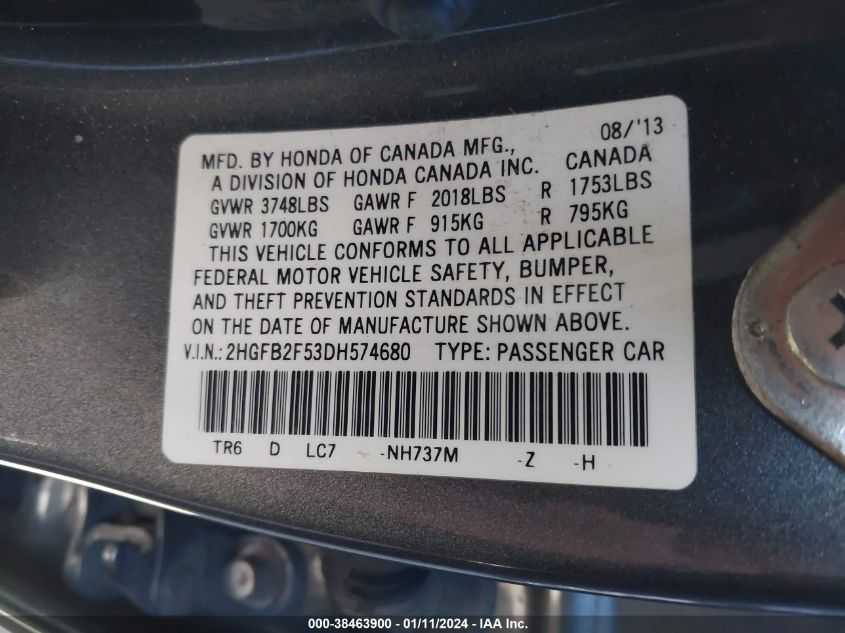 08/'13
MFD. BY HONDA OF CANADA MFG.,
A DIVISION OF HONDA CANADA INC. CANADA
GVWR 3748LBS GAWR F 2018LBS R 1753LBS
GVWR 1700KG GAWR F 915KG R 795KG
THIS VEHICLE CONFORMS TO ALL APPLICABLE
FEDERAL MOTOR VEHICLE SAFETY, BUMPER,
AND THEFT PREVENTION STANDARDS IN EFFECT
ON THE DATE OF MANUFACTURE SHOWN ABOVE.
V.I.N.: 2HGFB2F53DH574680 TYPE: PASSENGER CAR
TR6 D LC7 -NH737M -Z -H
000-38463900 - 01/11/2024 - IAA Inc.